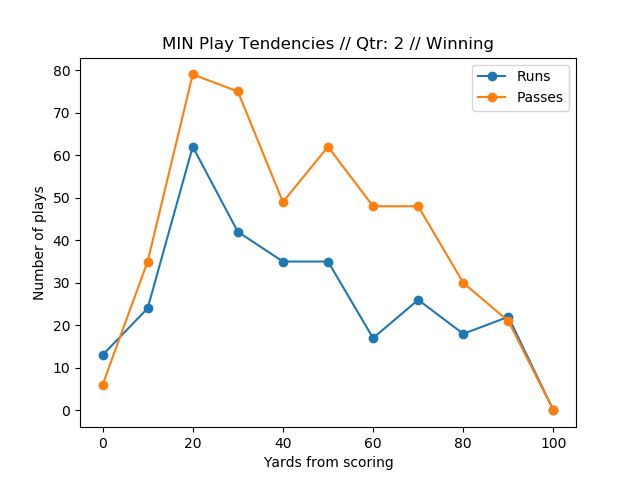 MIN Play Tendencies // Qtr: 2 // Winning
Runs
Passes
Number of plays
80
70
60
50
40
30
20
10
0
0 20 40 60 80 100
Yards from scoring